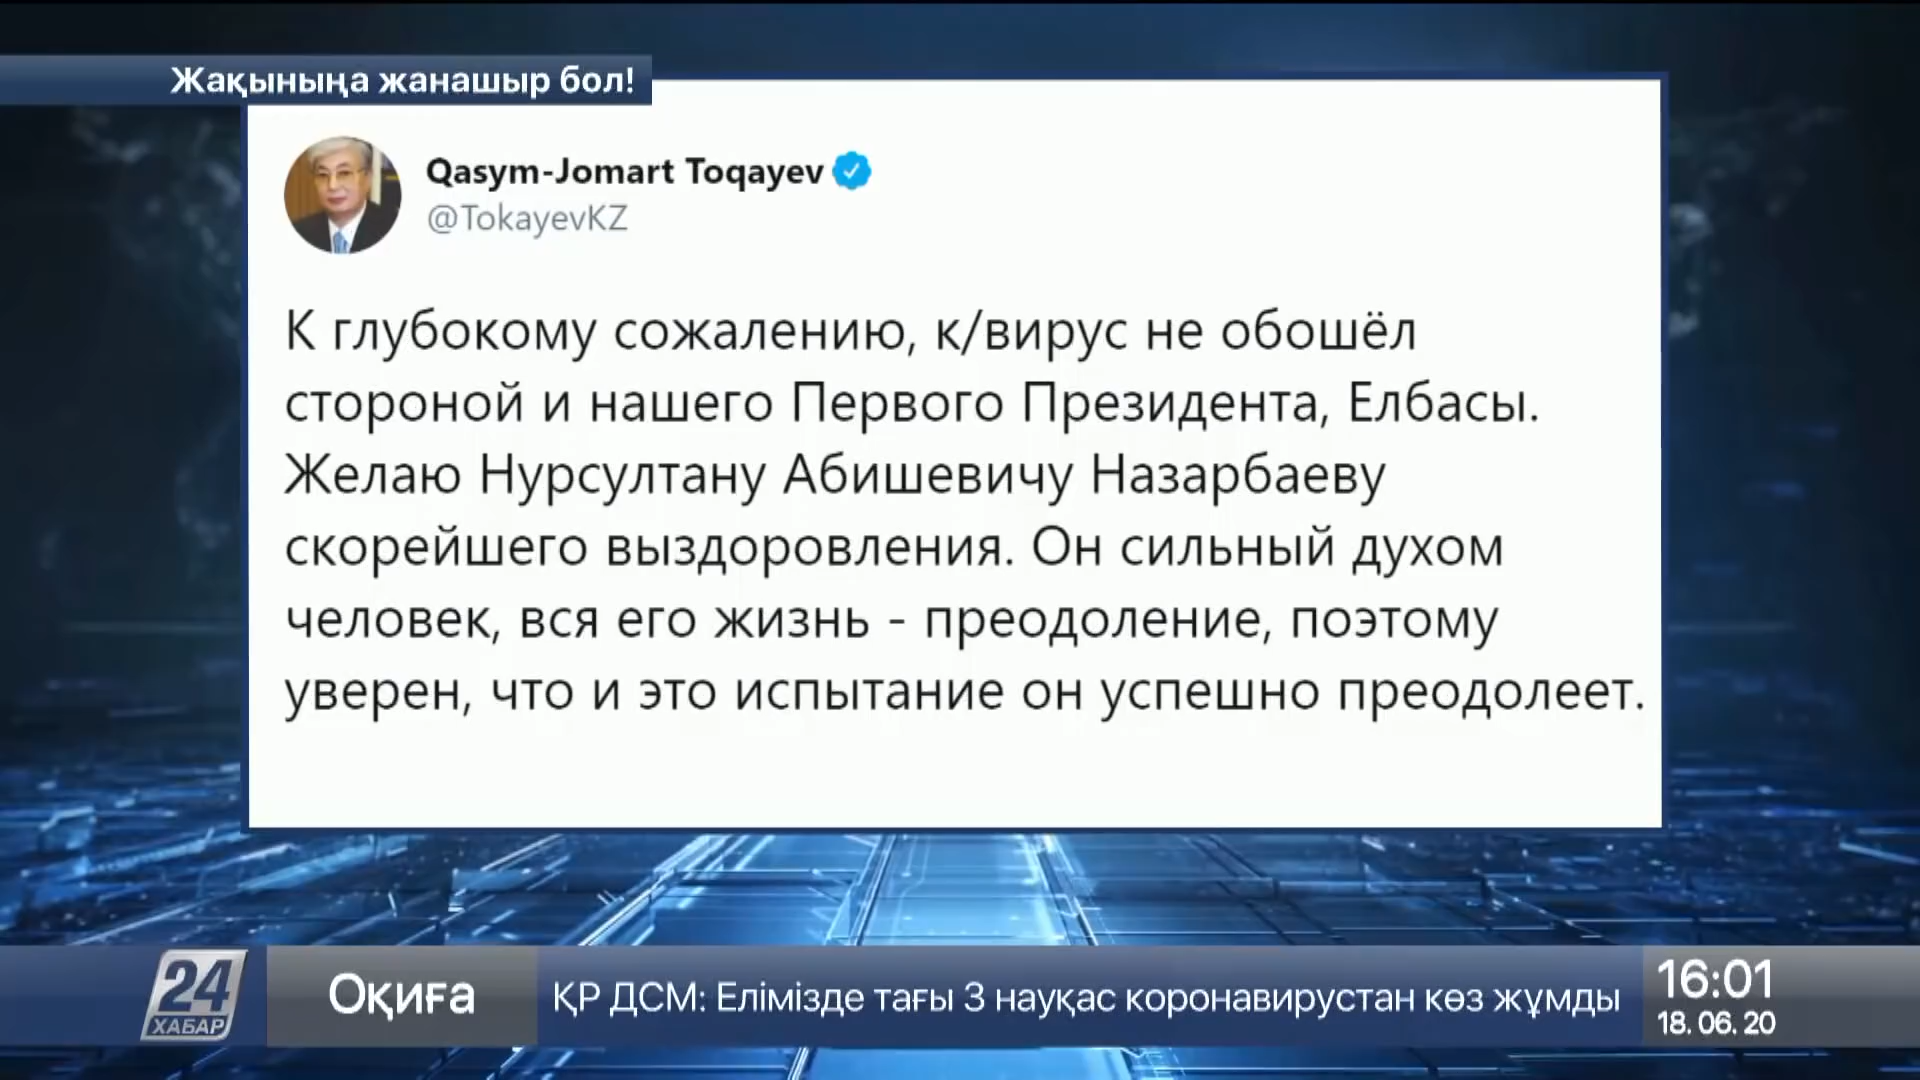 Жақыныңа жанашыр бол!
Qasym-Jomart Toqayev
@TokayevKZ
К глубокому сожалению, к/вирус не обошёл
стороной и нашего Первого Президента, Елбасы.
Желаю Нурсултану Абишевичу Назарбаеву
скорейшего выздоровления. Он сильный духом
человек, вся его жизнь - преодоление, поэтому
уверен, что и это испытание он успешно преодолеет.
24
ХАБАР
Оқиға
ҚР ДСМ: Елімізде тағы 3 науқас коронавирустан көз жұмды
16:01
18. 06. 20